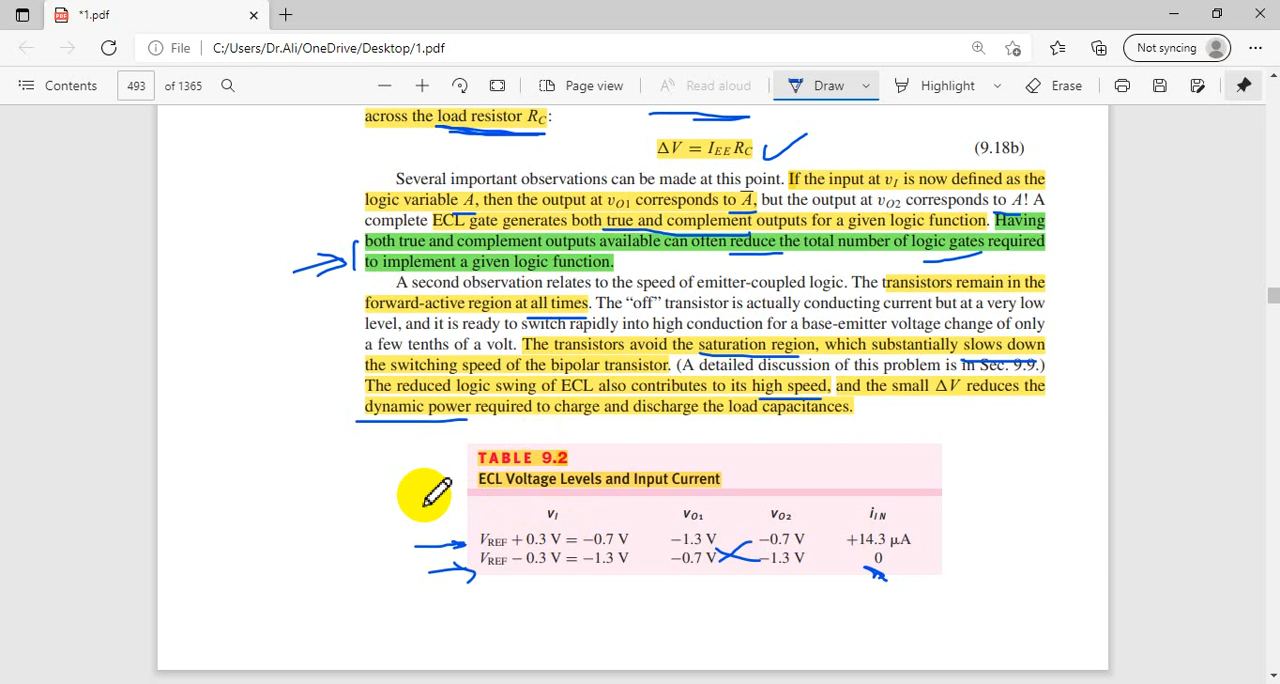 *1.pdf
File
C:/Users/Dr.Ali/OneDrive/Desktop/1.pdf
Not syncing
Contents
493
of 1365
Page view
Read aloud
Draw
Highlight
Erase
across the load resistor RC:
ΔV = IEE RC (9.18b)
Several important observations can be made at this point. If the input at vI is now defined as the
logic variable A, then the output at vO1 corresponds to A̅, but the output at vO2 corresponds to A! A
complete ECL gate generates both true and complement outputs for a given logic function. Having
both true and complement outputs available can often reduce the total number of logic gates required
to implement a given logic function.
A second observation relates to the speed of emitter-coupled logic. The transistors remain in the
forward-active region at all times. The “off” transistor is actually conducting current but at a very low
level, and it is ready to switch rapidly into high conduction for a base-emitter voltage change of only
a few tenths of a volt. The transistors avoid the saturation region, which substantially slows down
the switching speed of the bipolar transistor. (A detailed discussion of this problem is in Sec. 9.9.)
The reduced logic swing of ECL also contributes to its high speed, and the small ΔV reduces the
dynamic power required to charge and discharge the load capacitances.
TABLE 9.2
ECL Voltage Levels and Input Current
vI vO1 vO2 iIN
VREF + 0.3 V = −0.7 V −1.3 V −0.7 V +14.3 μA
VREF − 0.3 V = −1.3 V −0.7 V −1.3 V 0